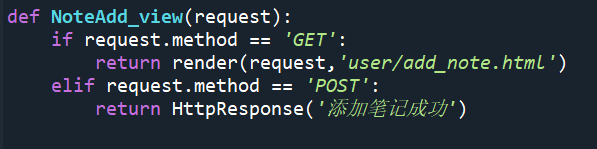 def NoteAdd_view(request):
    if request.method == 'GET':
        return render(request,'user/add_note.html')
    elif request.method == 'POST':
        return HttpResponse('添加笔记成功')